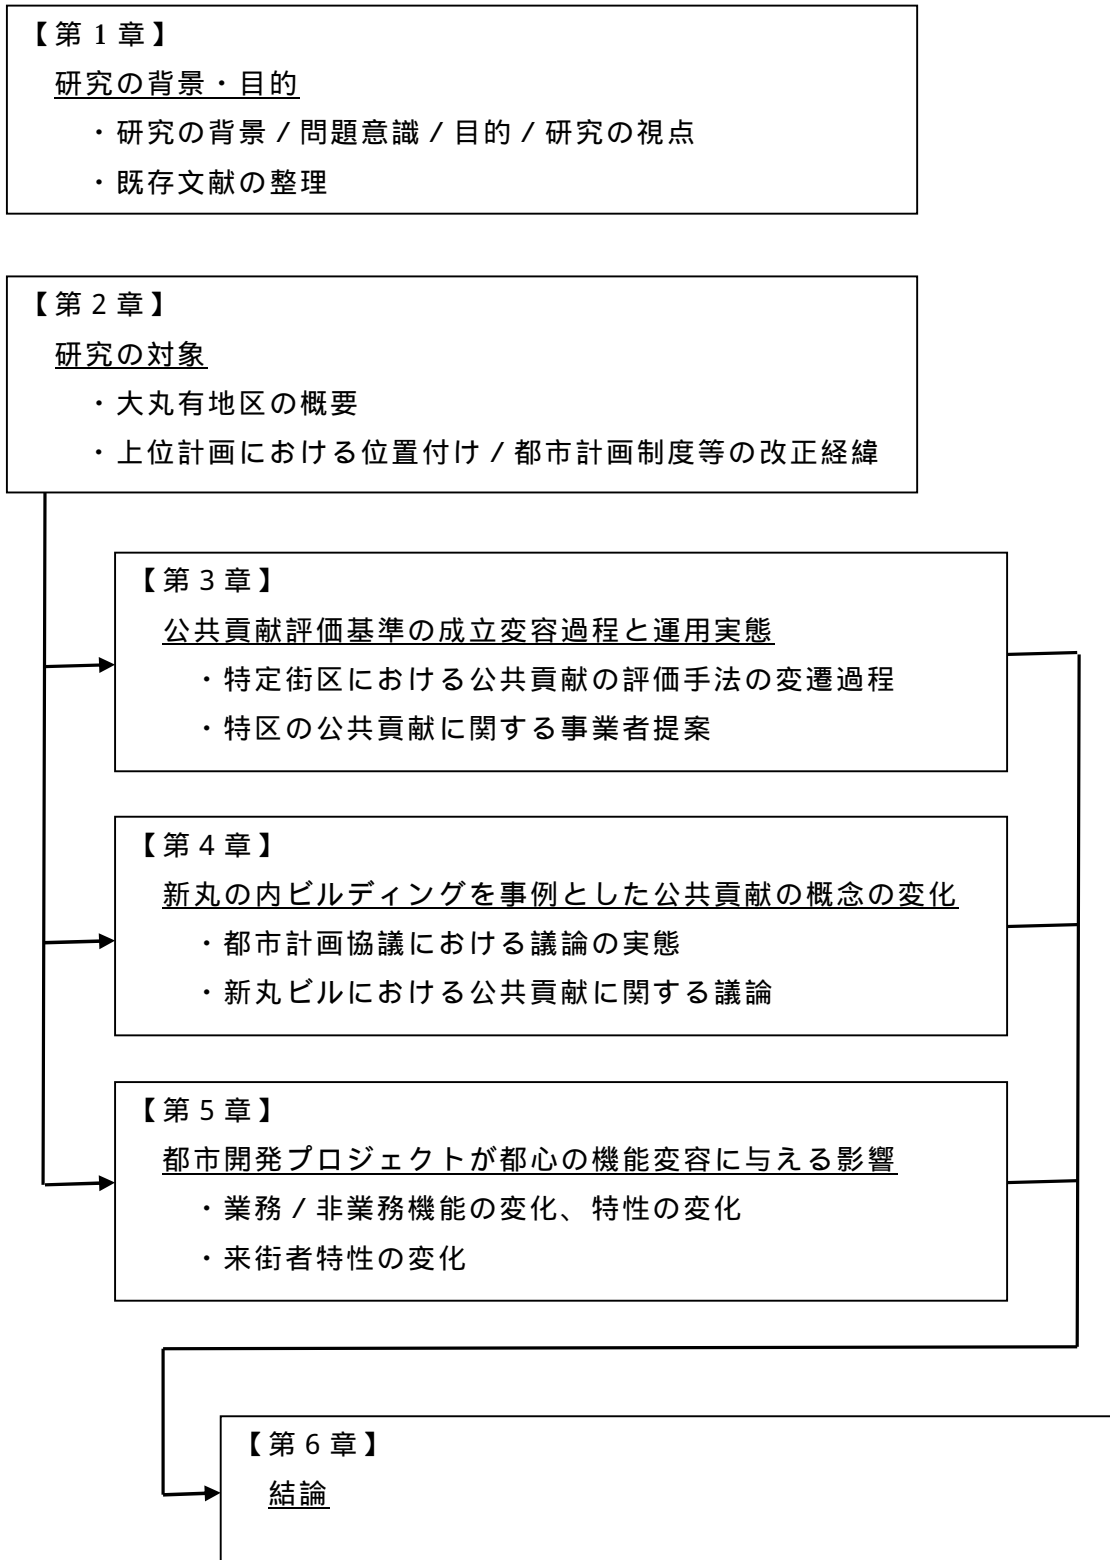 【第1章】
研究の背景・目的
・研究の背景/問題意識/目的/研究の視点
・既存文献の整理
【第2章】
研究の対象
・大丸有地区の概要
・上位計画における位置付け/都市計画制度等の改正経緯
【第3章】
公共貢献評価基準の成立変容過程と運用実態
・特定街区における公共貢献の評価手法の変遷過程
・特区の公共貢献に関する事業者提案
【第4章】
新丸の内ビルディングを事例とした公共貢献の概念の変化
・都市計画協議における議論の実態
・新丸ビルにおける公共貢献に関する議論
【第5章】
都市開発プロジェクトが都心の機能変容に与える影響
・業務/非業務機能の変化、特性の変化
・来街者特性の変化
【第6章】
結論